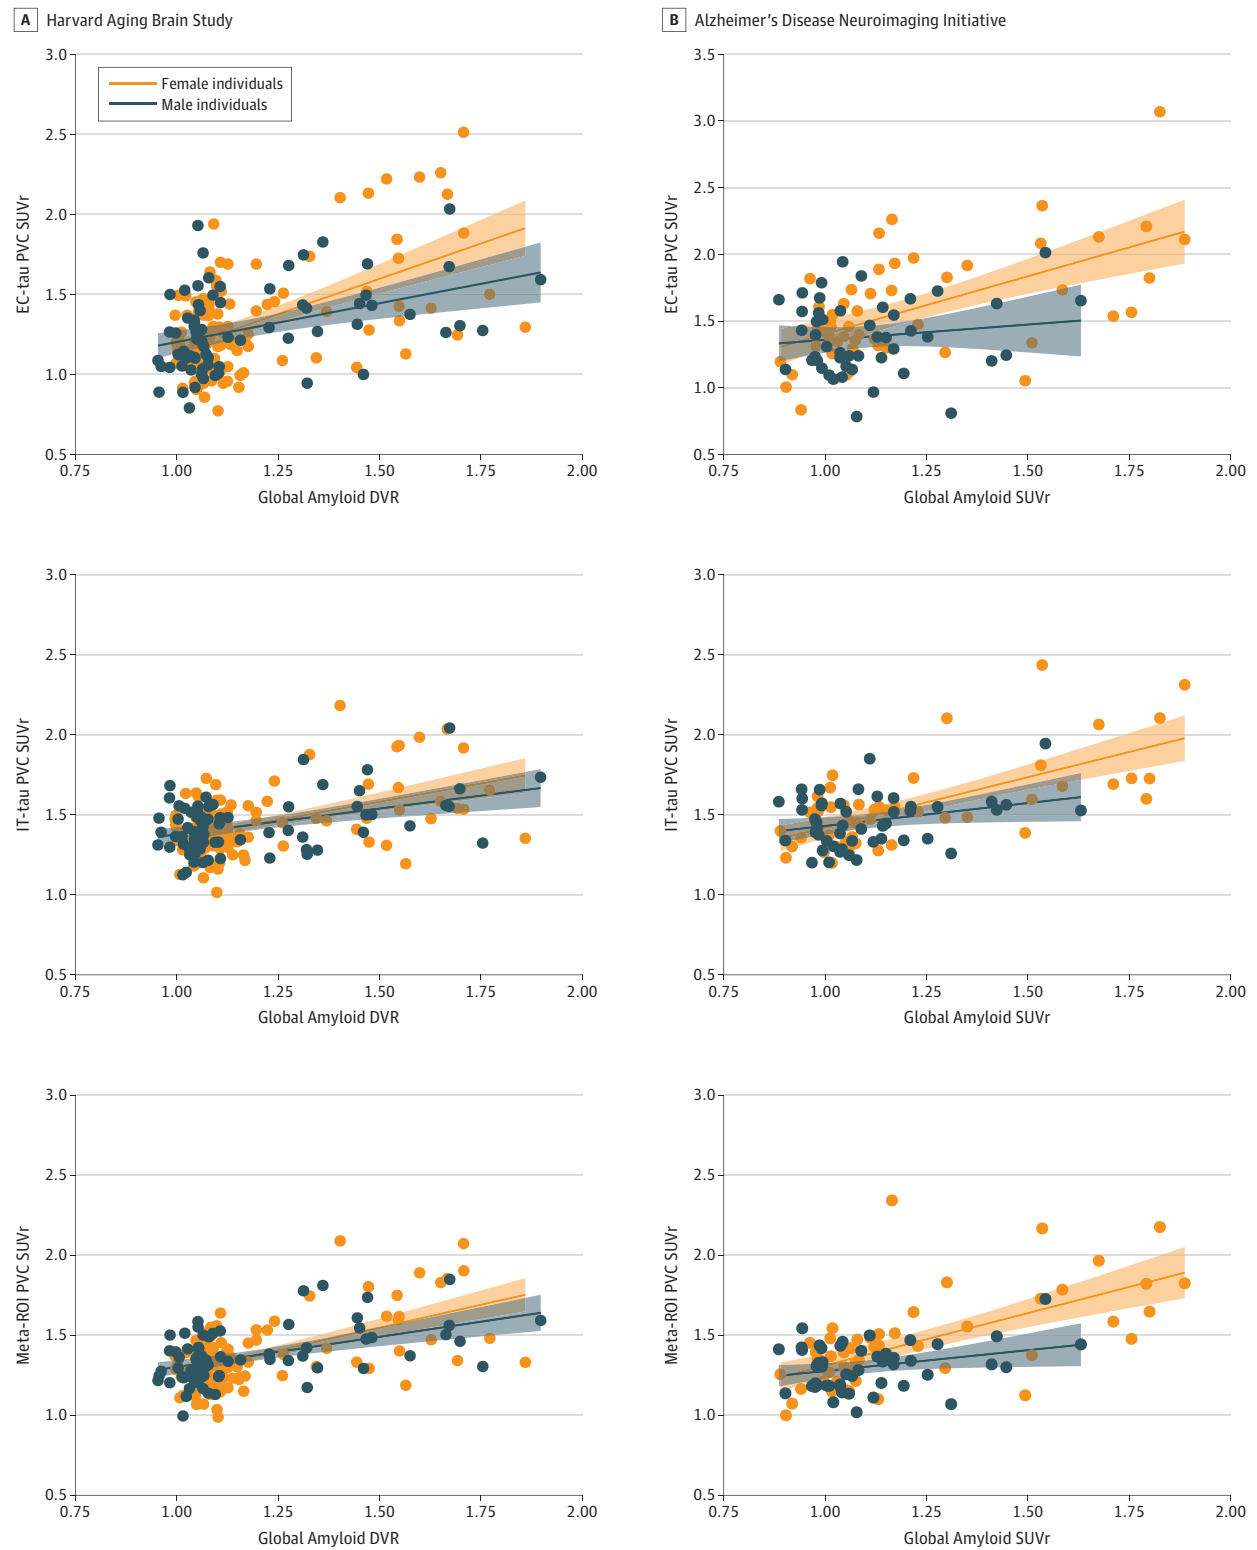 A Harvard Aging Brain Study
3.0
2.5
2.0
1.5
1.0
0.5
EC-tau PVC SUVr
Female individuals
Male individuals
0.75 1.00 1.25 1.50 1.75 2.00
Global Amyloid DVR
B Alzheimer's Disease Neuroimaging Initiative
3.5
3.0
2.5
2.0
1.5
1.0
0.5
EC-tau PVC SUVr
0.75 1.00 1.25 1.50 1.75 2.00
Global Amyloid SUVr
3.0
2.5
2.0
1.5
1.0
0.5
IT-tau PVC SUVr
0.75 1.00 1.25 1.50 1.75 2.00
Global Amyloid DVR
3.0
2.5
2.0
1.5
1.0
0.5
IT-tau PVC SUVr
0.75 1.00 1.25 1.50 1.75 2.00
Global Amyloid SUVr
3.0
2.5
2.0
1.5
1.0
0.5
Meta-ROI PVC SUVr
0.75 1.00 1.25 1.50 1.75 2.00
Global Amyloid DVR
3.0
2.5
2.0
1.5
1.0
0.5
Meta-ROI PVC SUVr
0.75 1.00 1.25 1.50 1.75 2.00
Global Amyloid SUVr